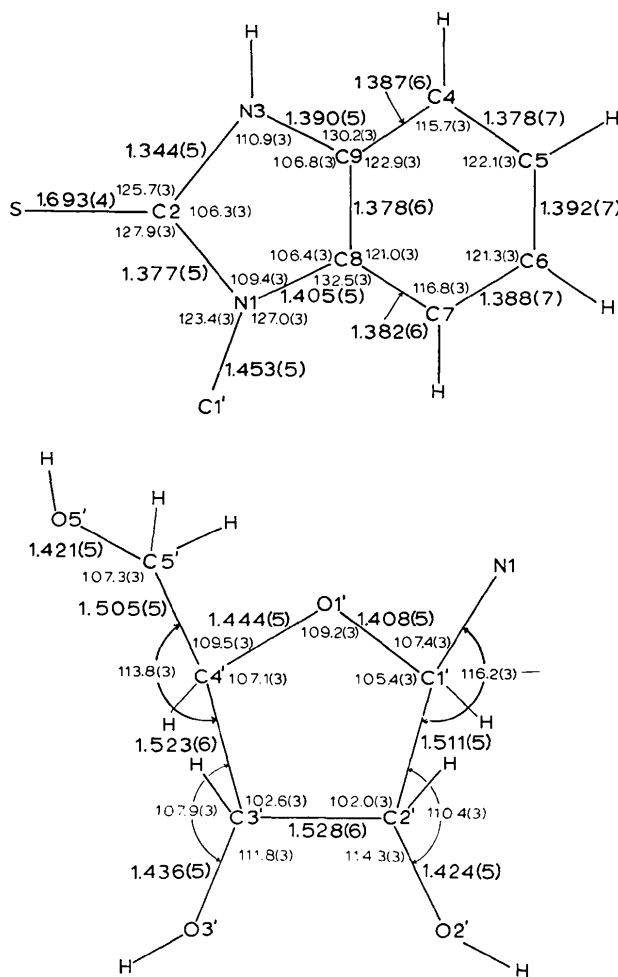 H
H
1.387(6)
C4
N3
1.390(5)
1.378(7)
H
110.9(3)
130.2(3)
115.7(3)
1.344(5)
106.8(3)
C9
122.9(3)
122.1(3)
C5
S
1.693(4)
125.7(3)
C2
106.3(3)
1.378(6)
1.392(7)
127.9(3)
1.377(5)
109.4(3)
106.4(3)
C8
121.0(3)
121.3(3)
C6
N1
132.5(3)
116.8(3)
1.405(5)
1.388(7)
123.4(3)
127.0(3)
C7
H
1.382(6)
1.453(5)
H
C1'
H
H
H
O5'
C5'
N1
1.421(5)
107.3(3)
O1'
1.505(5)
1.444(5)
109.2(3)
1.408(5)
109.5(3)
107.4(3)
113.8(3)
C4'
107.1(3)
105.4(3)
C1'
116.2(3)
H
H
1.523(6)
1.511(5)
H
H
107.9(3)
102.6(3)
102.0(3)
110.4(3)
C3'
C2'
1.528(6)
1.436(5)
111.8(3)
114.3(3)
1.424(5)
O3'
O2'
H
H